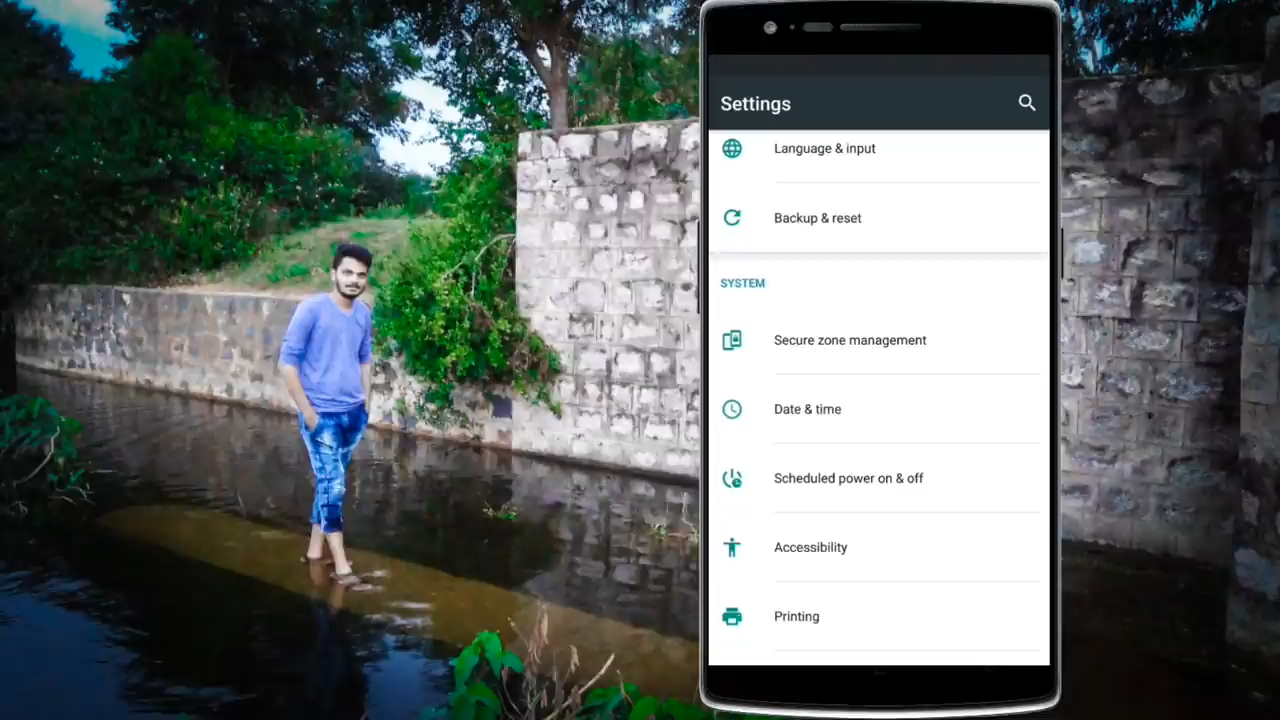 Settings
Language & input
Backup & reset
SYSTEM
Secure zone management
Date & time
Scheduled power on & off
Accessibility
Printing